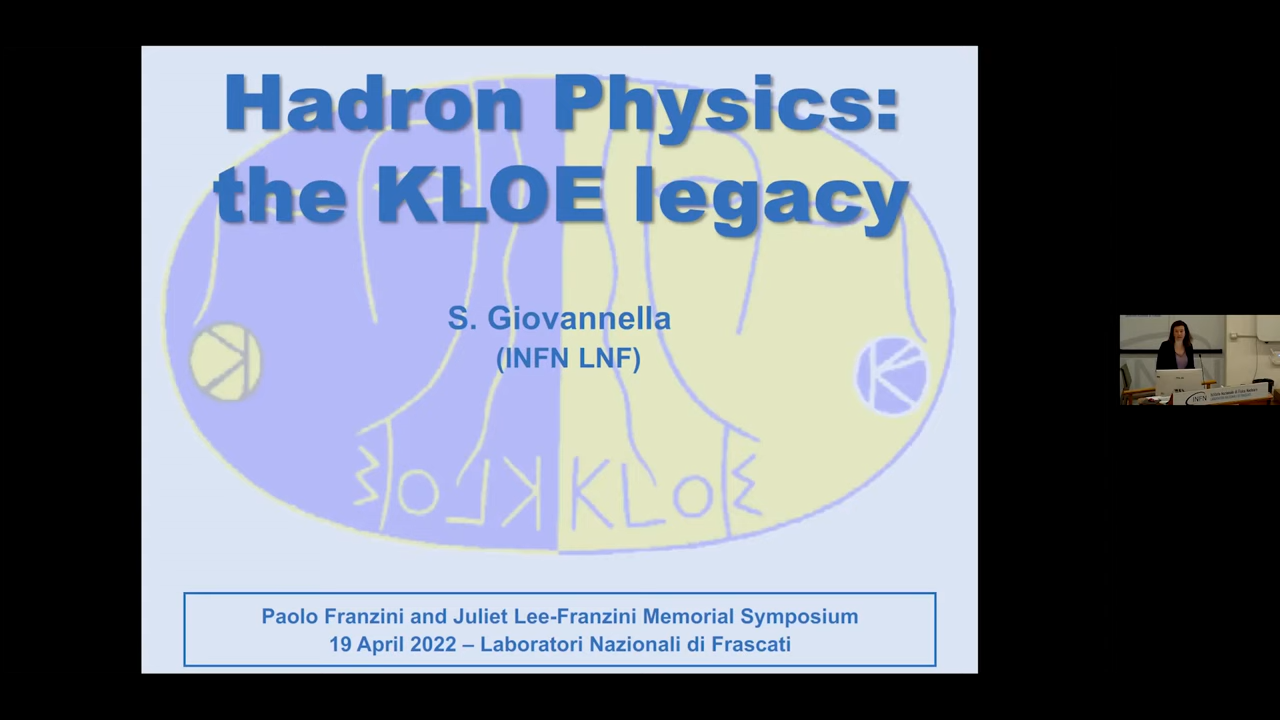 Hadron Physics:
the KLOE legacy
S. Giovannella
(INFN LNF)
KLOE
Paolo Franzini and Juliet Lee-Franzini Memorial Symposium
19 April 2022 – Laboratori Nazionali di Frascati
INFN